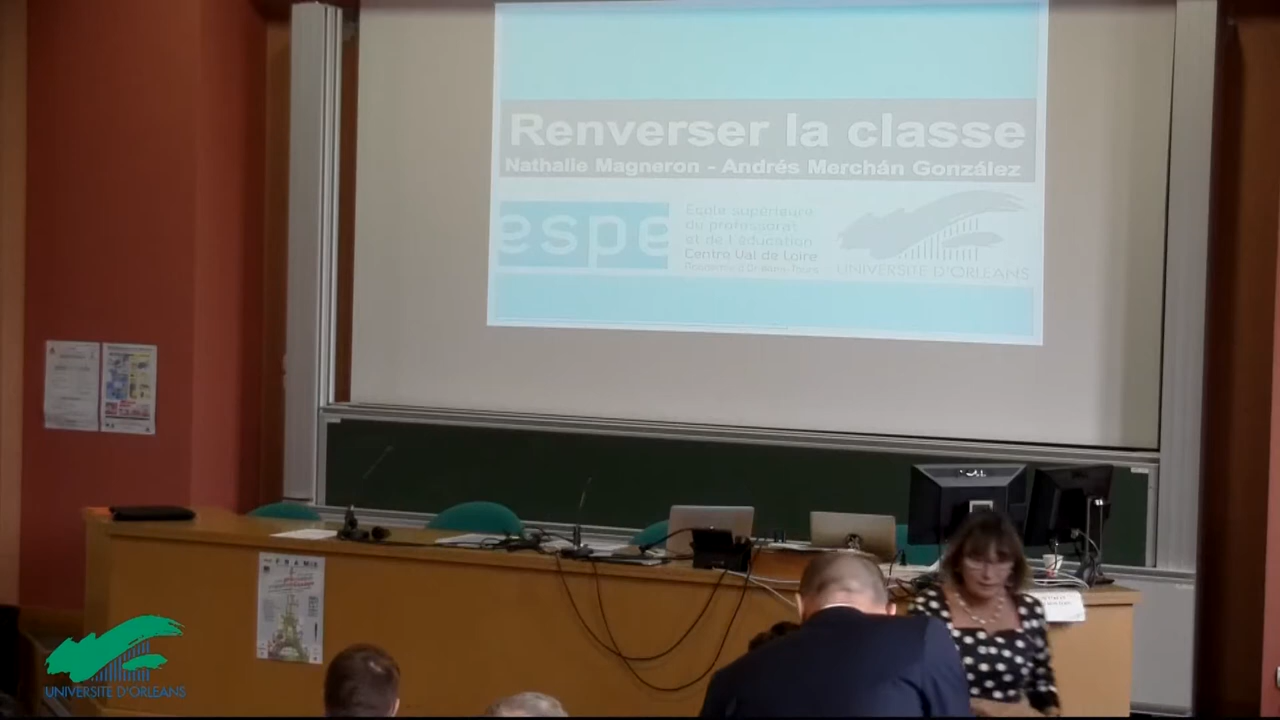 Renverser la classe
Nathalie Magneron - Andrés Merchán González
espe
Ecole supérieure
du professorat
et de l'éducation
Centre Val de Loire
UNIVERSITE D'ORLEANS
UNIVERSITE D'ORLEANS